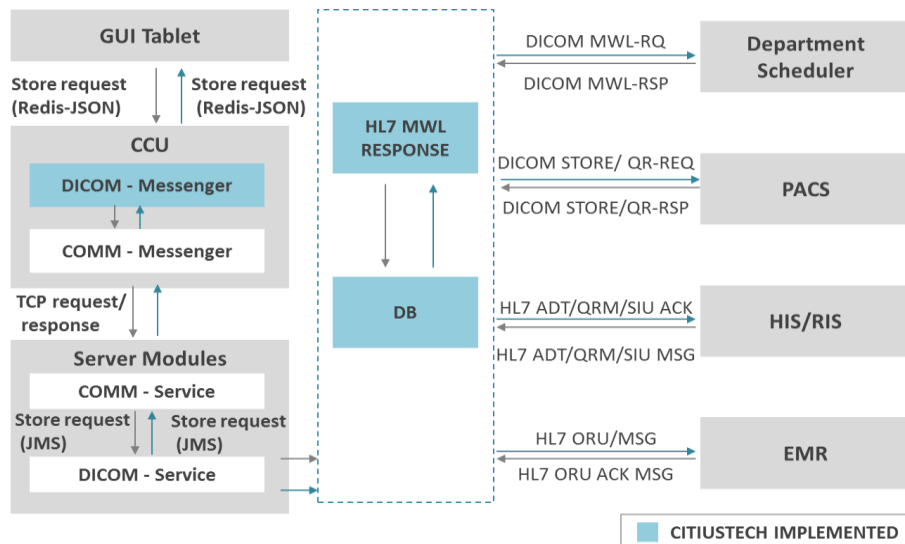 GUI Tablet
Store request
(Redis-JSON)
Store request
(Redis-JSON)
CCU
DICOM - Messenger
COMM - Messenger
TCP request/
response
Server Modules
COMM - Service
Store request
(JMS)
Store request
(JMS)
DICOM - Service
HL7 MWL
RESPONSE
DB
DICOM MWL-RQ
DICOM MWL-RSP
Department
Scheduler
DICOM STORE/ QR-REQ
DICOM STORE/QR-RSP
PACS
HL7 ADT/QRM/SIU ACK
HL7 ADT/QRM/SIU MSG
HIS/RIS
HL7 ORU/MSG
HL7 ORU ACK MSG
EMR
CITIUSTECH IMPLEMENTED